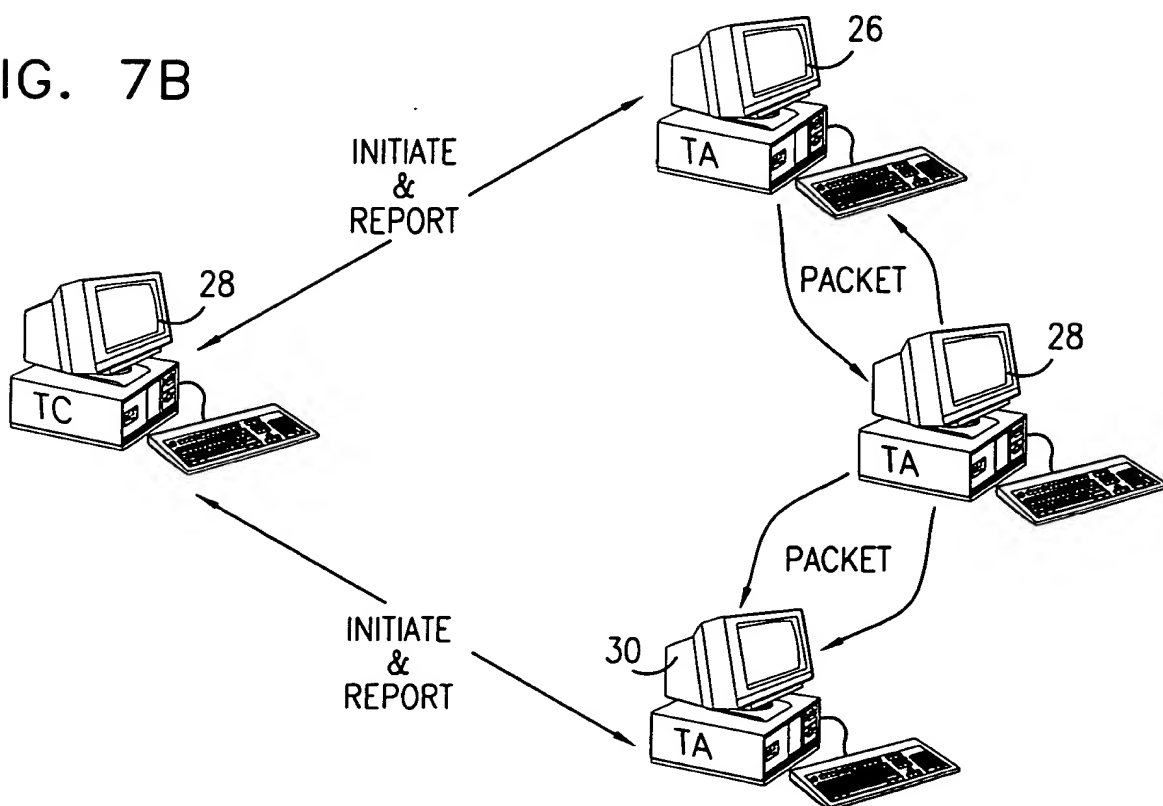 IG. 7B
26
TA
INITIATE
&
REPORT
28
TC
PACKET
28
TA
PACKET
INITIATE
&
REPORT
30
TA